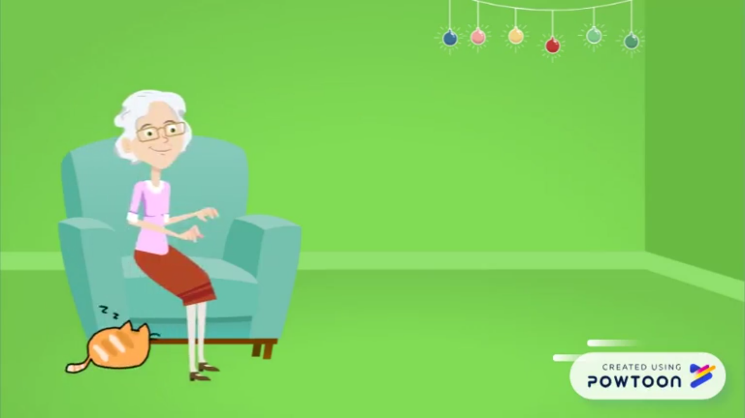 z z z
CREATED USING
POWTOON